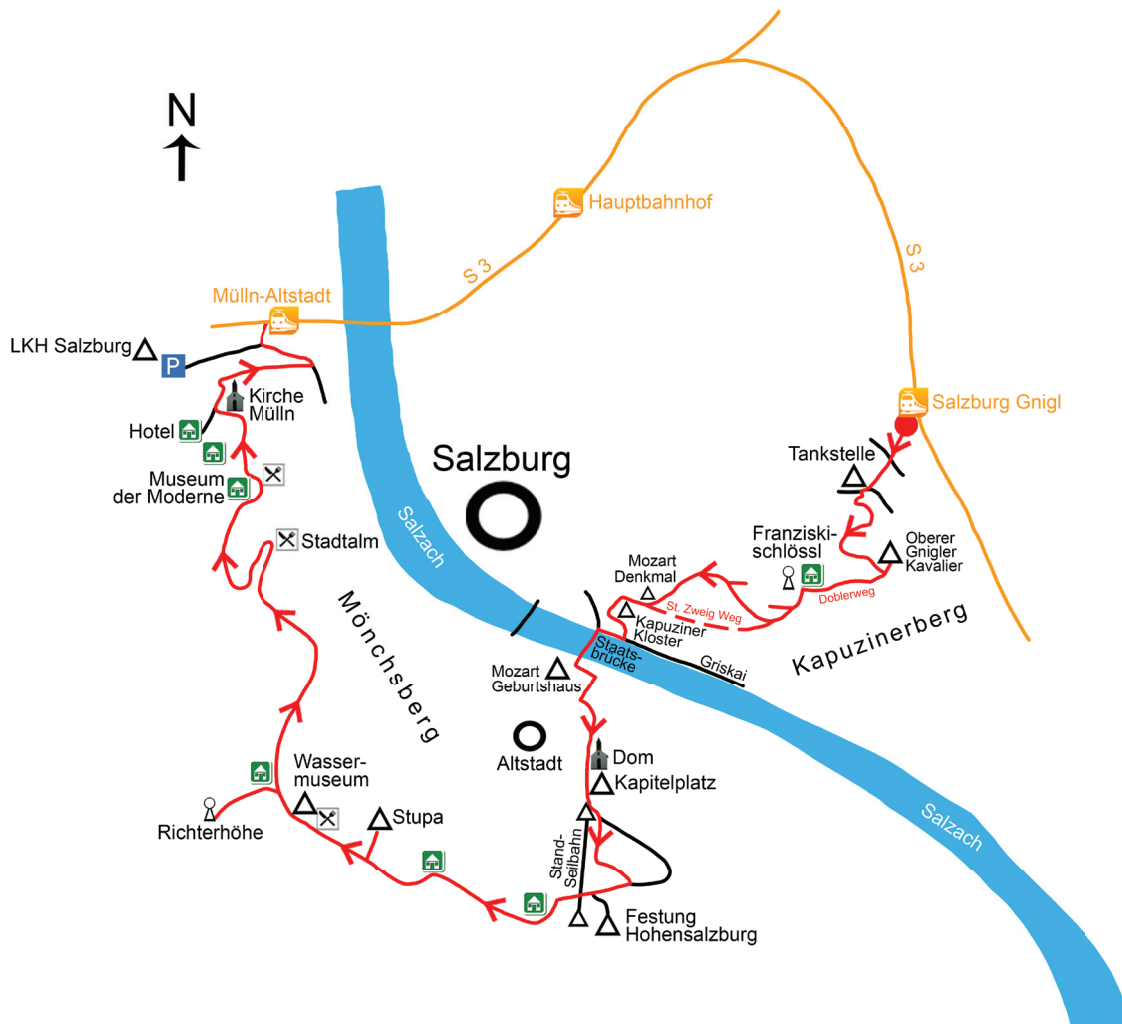 N
Hauptbahnhof
S 3
S 3
Mülln-Altstadt
LKH Salzburg
P
Kirche
Mülln
Hotel
Museum
der Moderne
Stadtalm
Salzburg
Salzach
Salzburg Gnigl
Tankstelle
Franziski-
schlössl
Oberer
Gnigler
Kavalier
Doblerweg
Mozart
Denkmal
St. Zweig Weg
Kapuziner
Kloster
Kapuzinerberg
Staats-
brücke
Griskai
Mozart
Geburtshaus
Mönchsberg
Altstadt
Dom
Kapitelplatz
Wasser-
museum
Stupa
Richterhöhe
Stand-
Seilbahn
Festung
Hohensalzburg
Salzach